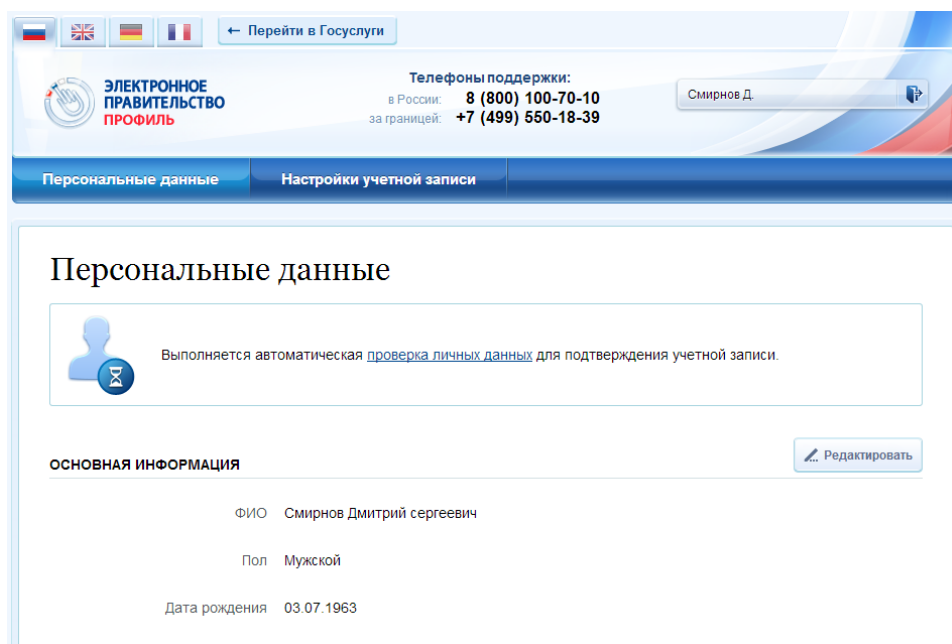 ← Перейти в Госуслуги
ЭЛЕКТРОННОЕ
ПРАВИТЕЛЬСТВО
ПРОФИЛЬ
Телефоны поддержки:
в России: 8 (800) 100-70-10
за границей: +7 (499) 550-18-39
Смирнов Д.
Персональные данные Настройки учетной записи
Персональные данные
Выполняется автоматическая проверка личных данных для подтверждения учетной записи.
ОСНОВНАЯ ИНФОРМАЦИЯ
Редактировать
ФИО Смирнов Дмитрий сергеевич
Пол Мужской
Дата рождения 03.07.1963